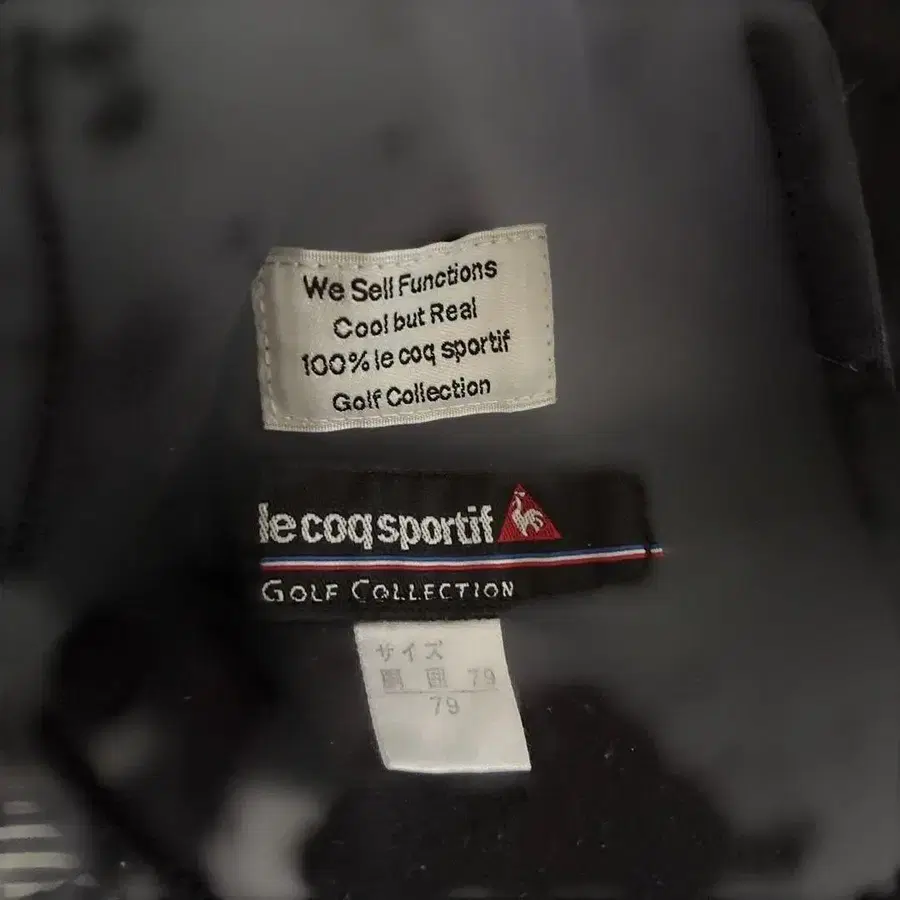 We Sell Functions
Cool but Real
100% le coq sportif
Golf Collection
le coq sportif
GOLF COLLECTION
サイズ
胴囲 79
79